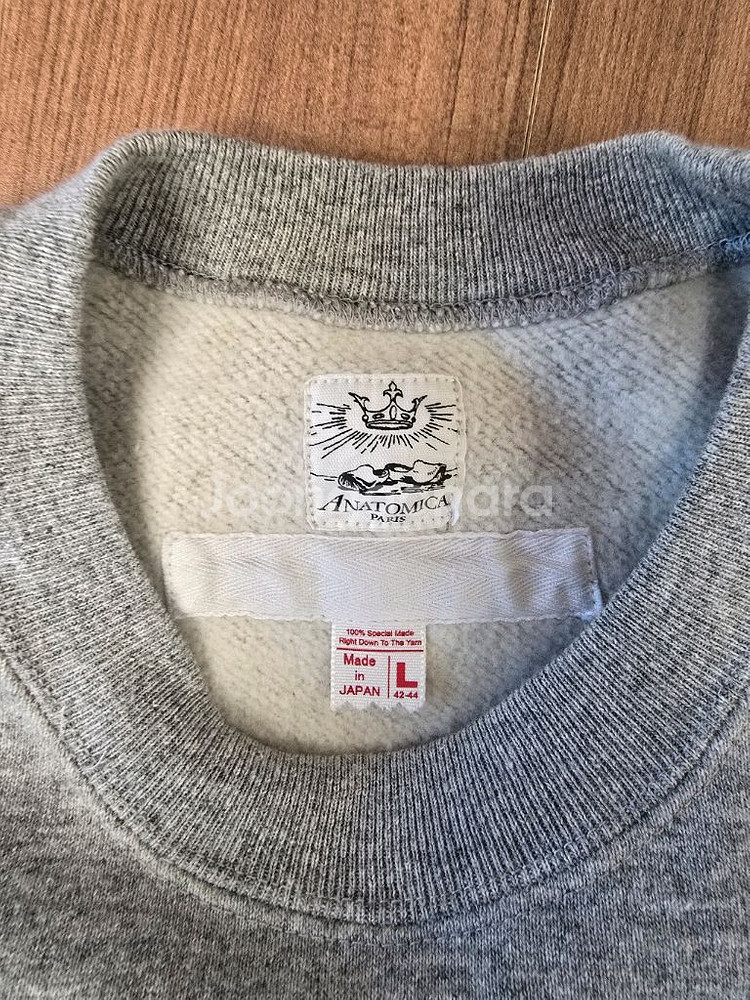 ANATOMICA
PARIS
100% Special Made
Right Down To The Yarn
Made
in
JAPAN
L
42-44